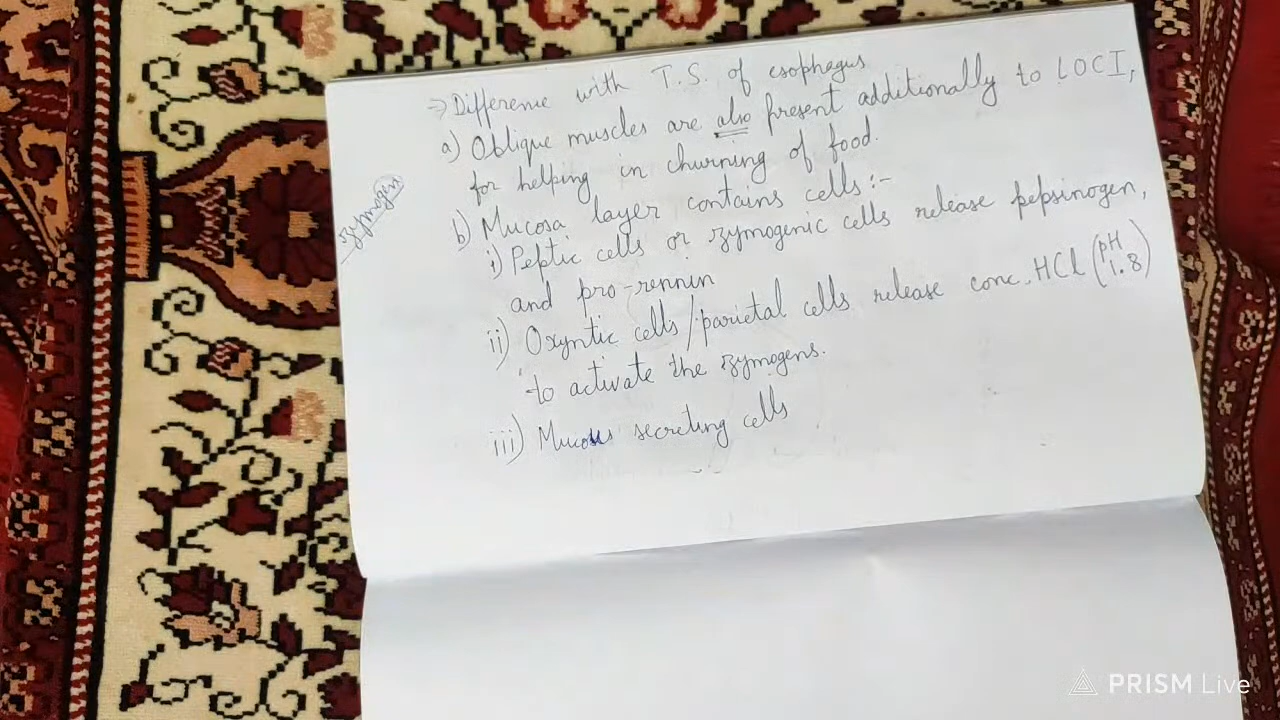 ⇒ Difference with T.S. of esophagus
a) Oblique muscles are also present additionally to LOCI,
for helping in churning of food.
zymogen
b) Mucosa layer contains cells:-
i) Peptic cells or zymogenic cells release pepsinogen,
and pro-rennin
ii) Oxyntic cells/parietal cells release conc. HCl (pH 1.8)
to activate the zymogens.
iii) Mucous secreting cells
PRISM Live